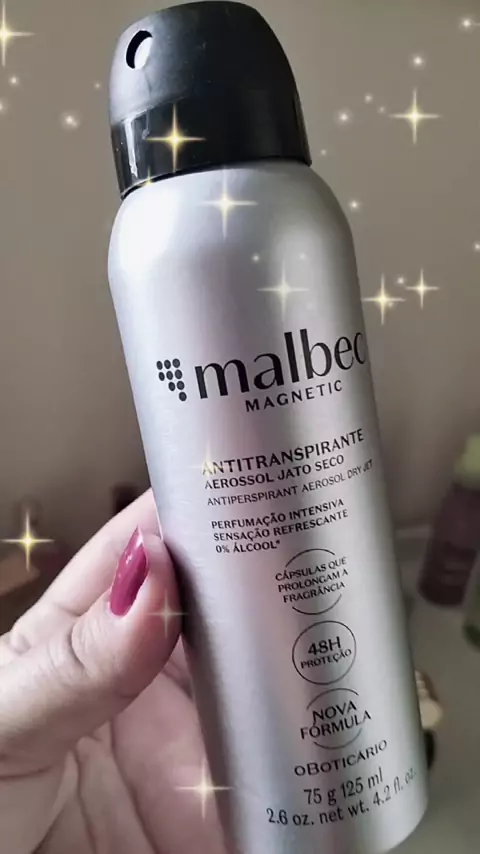 malbec
MAGNETIC
ANTITRANSPIRANTE
AEROSSOL JATO SECO
ANTIPERSPIRANT AEROSOL DRY JET
PERFUMAÇÃO INTENSIVA
SENSAÇÃO REFRESCANTE
0% ÁLCOOL*
CÁPSULAS QUE
PROLONGAM A
FRAGRÂNCIA
48H
PROTEÇÃO
NOVA
FÓRMULA
oBOTICÁRIO
75 g 125 ml
2.6 oz. net wt. 4.2 fl. oz.